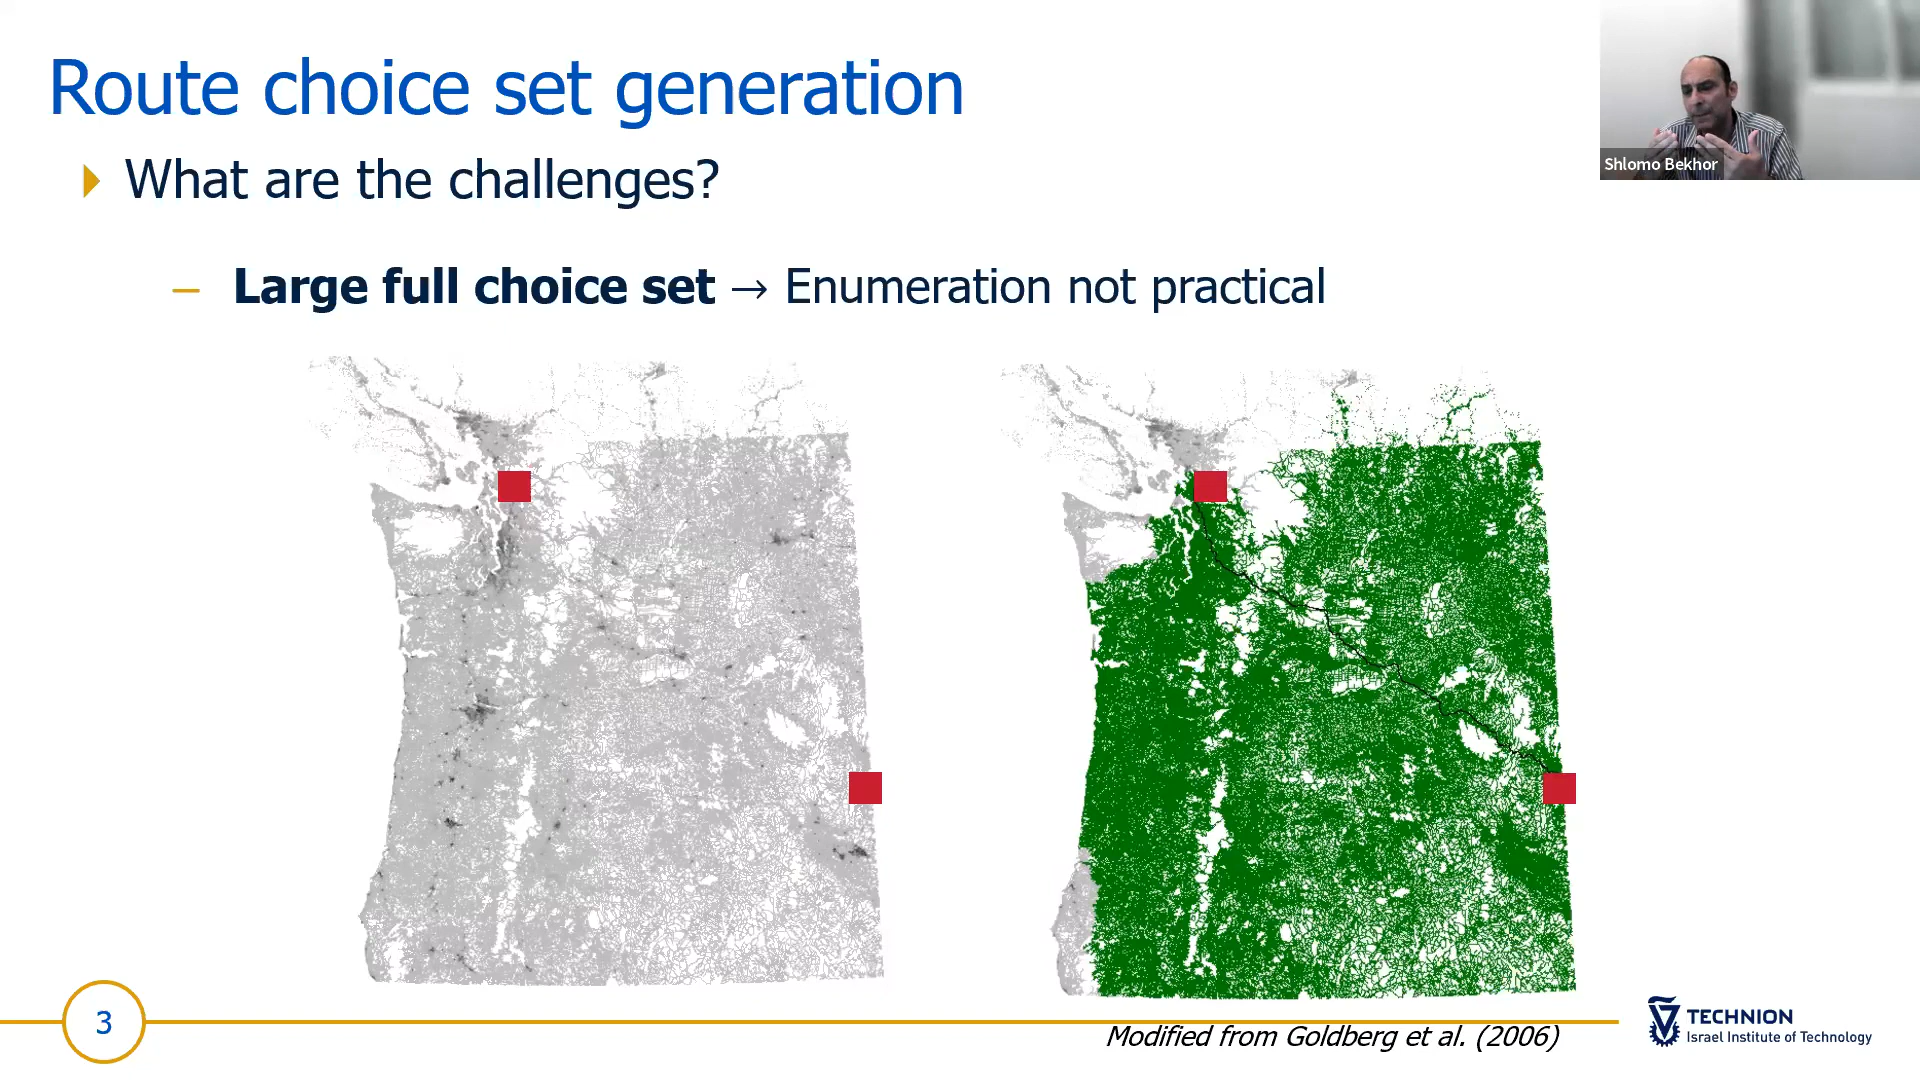 Route choice set generation
Shlomo Bekhor
What are the challenges?
– Large full choice set → Enumeration not practical
3
Modified from Goldberg et al. (2006)
TECHNION
Israel Institute of Technology